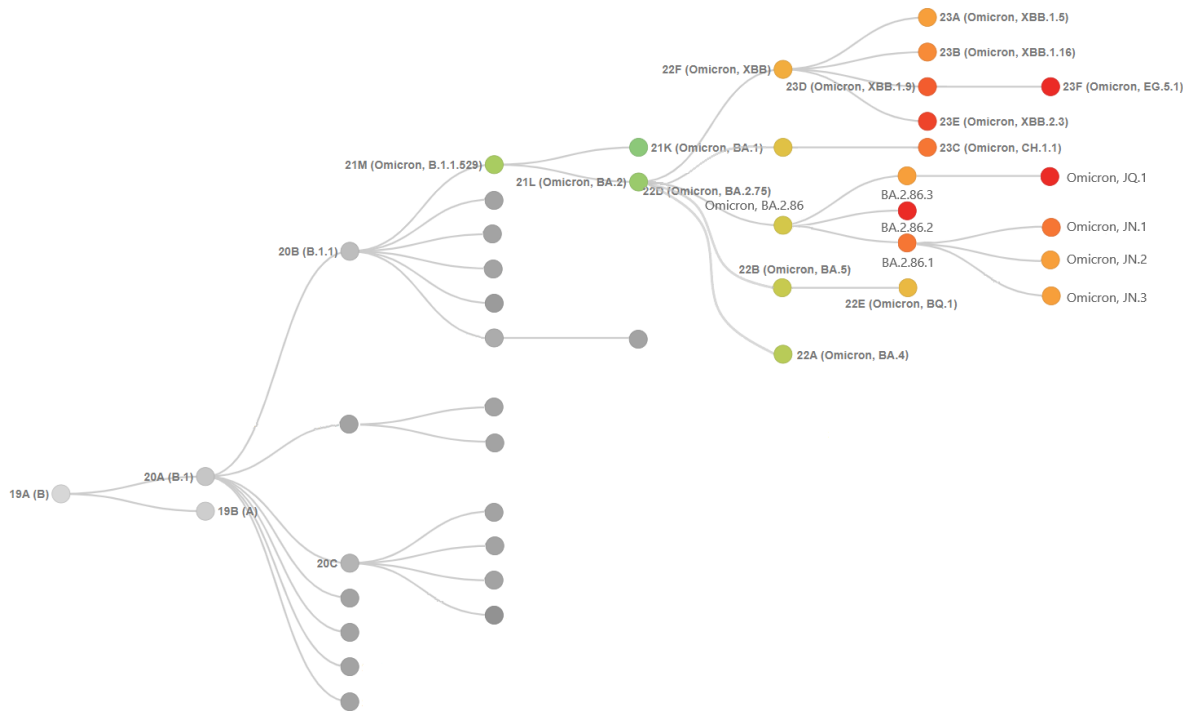 23A (Omicron, XBB.1.5)
23B (Omicron, XBB.1.16)
22F (Omicron, XBB)
23D (Omicron, XBB.1.9)
23F (Omicron, EG.5.1)
23E (Omicron, XBB.2.3)
21K (Omicron, BA.1)
23C (Omicron, CH.1.1)
21M (Omicron, B.1.1.529)
21L (Omicron, BA.2)
22D (Omicron, BA.2.75)
Omicron, JQ.1
BA.2.86.3
Omicron, BA.2.86
BA.2.86.2
Omicron, JN.1
20B (B.1.1)
BA.2.86.1
Omicron, JN.2
22B (Omicron, BA.5)
Omicron, JN.3
22E (Omicron, BQ.1)
22A (Omicron, BA.4)
20A (B.1)
19A (B)
19B (A)
20C